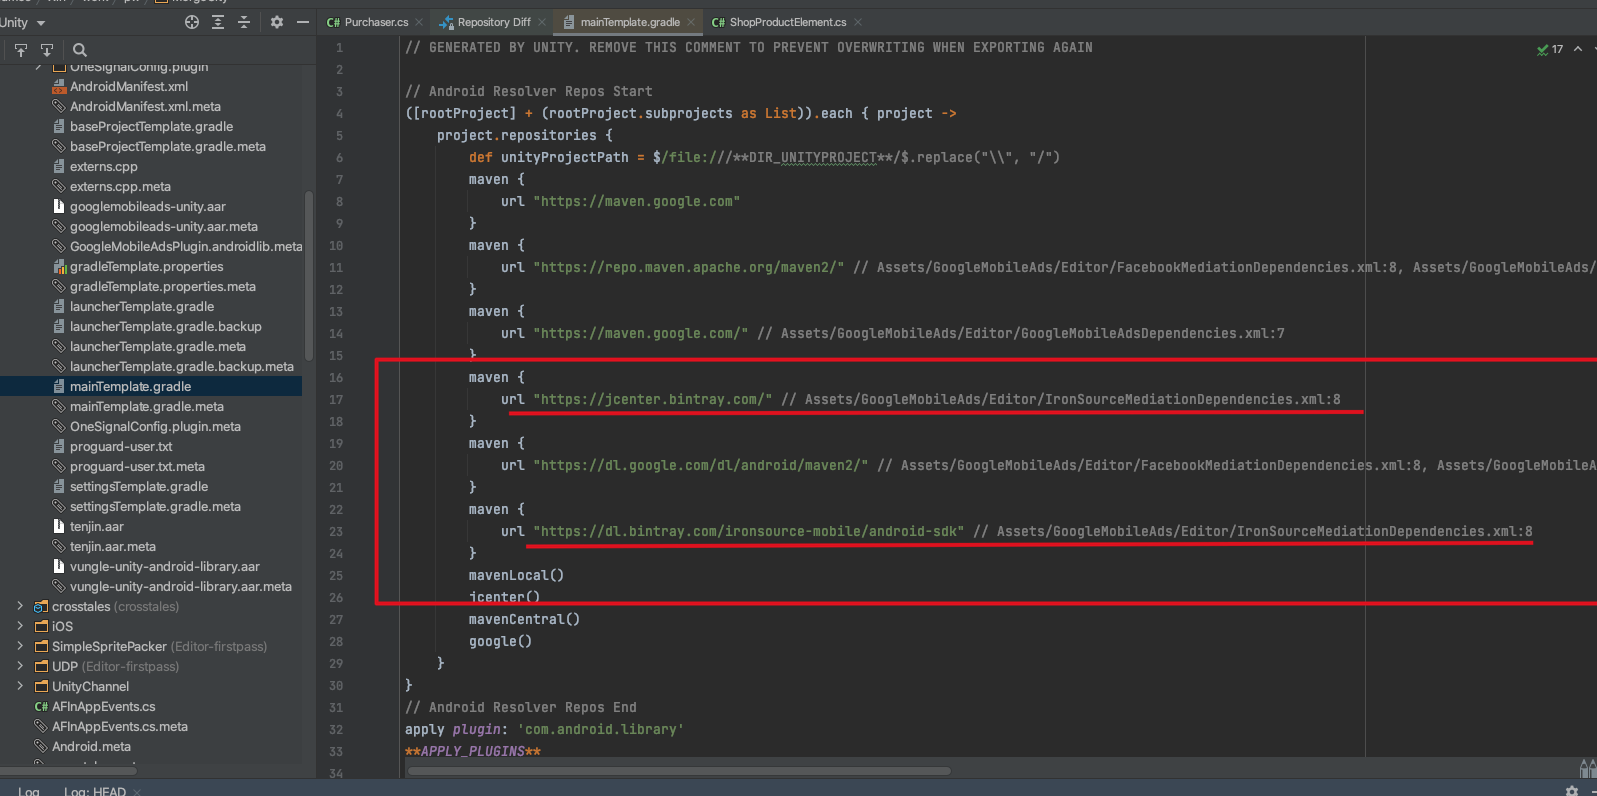 Unity
Purchaser.cs
Repository Diff
mainTemplate.gradle
ShopProductElement.cs
OneSignalConfig.plugin
AndroidManifest.xml
AndroidManifest.xml.meta
baseProjectTemplate.gradle
baseProjectTemplate.gradle.meta
externs.cpp
externs.cpp.meta
googlemobileads-unity.aar
googlemobileads-unity.aar.meta
GoogleMobileAdsPlugin.androidlib.meta
gradleTemplate.properties
gradleTemplate.properties.meta
launcherTemplate.gradle
launcherTemplate.gradle.backup
launcherTemplate.gradle.meta
launcherTemplate.gradle.backup.meta
mainTemplate.gradle
mainTemplate.gradle.meta
OneSignalConfig.plugin.meta
proguard-user.txt
proguard-user.txt.meta
settingsTemplate.gradle
settingsTemplate.gradle.meta
tenjin.aar
tenjin.aar.meta
vungle-unity-android-library.aar
vungle-unity-android-library.aar.meta
crosstales (crosstales)
iOS
SimpleSpritePacker (Editor-firstpass)
UDP (Editor-firstpass)
UnityChannel
C# AFInAppEvents.cs
AFInAppEvents.cs.meta
Android.meta
17
1 // GENERATED BY UNITY. REMOVE THIS COMMENT TO PREVENT OVERWRITING WHEN EXPORTING AGAIN
2
3 // Android Resolver Repos Start
4 ([rootProject] + (rootProject.subprojects as List)).each { project ->
5 project.repositories {
6 def unityProjectPath = $/file:///**DIR_UNITYPROJECT**/$.replace("\\", "/")
7 maven {
8 url "https://maven.google.com"
9 }
10 maven {
11 url "https://repo.maven.apache.org/maven2/" // Assets/GoogleMobileAds/Editor/FacebookMediationDependencies.xml:8, Assets/GoogleMobileAds/
12 }
13 maven {
14 url "https://maven.google.com/" // Assets/GoogleMobileAds/Editor/GoogleMobileAdsDependencies.xml:7
15 }
16 maven {
17 url "https://jcenter.bintray.com/" // Assets/GoogleMobileAds/Editor/IronSourceMediationDependencies.xml:8
18 }
19 maven {
20 url "https://dl.google.com/dl/android/maven2/" // Assets/GoogleMobileAds/Editor/FacebookMediationDependencies.xml:8, Assets/GoogleMobileA
21 }
22 maven {
23 url "https://dl.bintray.com/ironsource-mobile/android-sdk" // Assets/GoogleMobileAds/Editor/IronSourceMediationDependencies.xml:8
24 }
25 mavenLocal()
26 jcenter()
27 mavenCentral()
28 google()
29 }
30 }
31 // Android Resolver Repos End
32 apply plugin: 'com.android.library'
33 **APPLY_PLUGINS**
34
Log
Log: HEAD